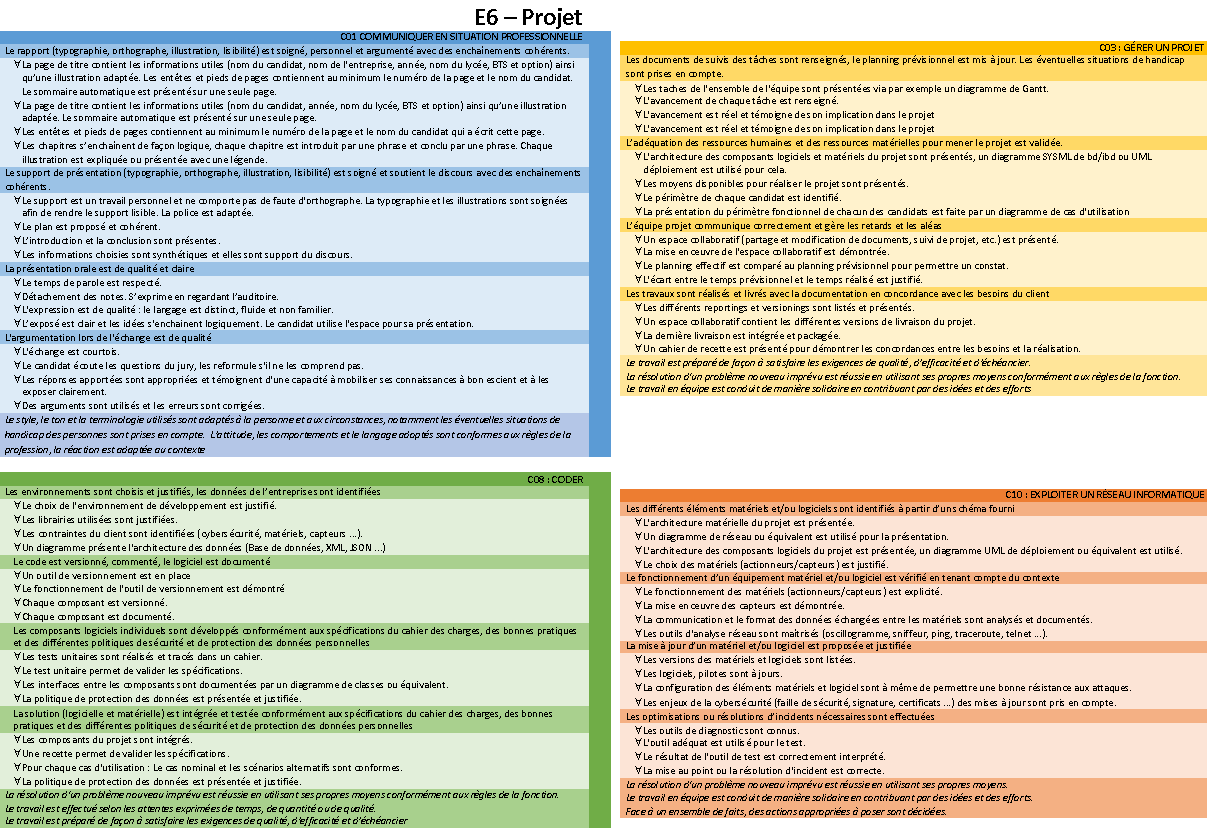 E6 – Projet
C01 COMMUNIQUER EN SITUATION PROFESSIONNELLE
Le rapport (typographie, orthographe, illustration, lisibilité) est soigné, personnel et argumenté avec des enchaînements cohérents.
∀ La page de titre contient les informations utiles (nom du candidat, nom de l'entreprise, année, nom du lycée, BTS et option) ainsi
qu'une illustration adaptée. Les entêtes et pieds de pages contiennent au minimum le numéro de la page et le nom du candidat.
Le sommaire automatique est présenté sur une seule page.
∀ La page de titre contient les informations utiles (nom du candidat, année, nom du lycée, BTS et option) ainsi qu'une illustration
adaptée. Le sommaire automatique est présenté sur une seule page.
∀ Les entêtes et pieds de pages contiennent au minimum le numéro de la page et le nom du candidat qui a écrit cette page.
∀ Les chapitres s'enchaînent de façon logique, chaque chapitre est introduit par une phrase et conclu par une phrase. Chaque
illustration est expliquée ou présentée avec une légende.
Le support de présentation (typographie, orthographe, illustration, lisibilité) est soigné et soutient le discours avec des enchaînements
cohérents.
∀ Le support est un travail personnel et ne comporte pas de faute d'orthographe. La typographie et les illustrations sont soignées
afin de rendre le support lisible. La police est adaptée.
∀ Le plan est proposé et cohérent.
∀ L'introduction et la conclusion sont présentes.
∀ Les informations choisies sont synthétiques et elles sont support du discours.
La présentation orale est de qualité et claire
∀ Le temps de parole est respecté.
∀ Détachement des notes. S'exprime en regardant l'auditoire.
∀ L'expression est de qualité : le langage est distinct, fluide et non familier.
∀ L'exposé est clair et les idées s'enchainent logiquement. Le candidat utilise l'espace pour sa présentation.
L'argumentation lors de l'échange est de qualité
∀ L'échange est courtois.
∀ Le candidat écoute les questions du jury, les reformule s'il ne les comprend pas.
∀ Les réponses apportées sont appropriées et témoignent d'une capacité à mobiliser ses connaissances à bon escient et à les
exposer clairement.
∀ Des arguments sont utilisés et les erreurs sont corrigées.
Le style, le ton et la terminologie utilisés sont adaptés à la personne et aux circonstances, notamment les éventuelles situations de
handicap des personnes sont prises en compte. L'attitude, les comportements et le langage adoptés sont conformes aux règles de la
profession, la réaction est adaptée au contexte
C03 : GÉRER UN PROJET
Les documents de suivis des tâches sont renseignés, le planning prévisionnel est mis à jour. Les éventuelles situations de handicap
sont prises en compte.
∀ Les taches de l'ensemble de l'équipe sont présentées via par exemple un diagramme de Gantt.
∀ L'avancement de chaque tâche est renseigné.
∀ L'avancement est réel et témoigne de son implication dans le projet
∀ L'avancement est réel et témoigne de son implication dans le projet
L'adéquation des ressources humaines et des ressources matérielles pour mener le projet est validée.
∀ L'architecture des composants logiciels et matériels du projet sont présentés, un diagramme SYSML de bd/ibd ou UML
déploiement est utilisé pour cela.
∀ Les moyens disponibles pour réaliser le projet sont présentés.
∀ Le périmètre de chaque candidat est identifié.
∀ La présentation du périmètre fonctionnel de chacun des candidats est faite par un diagramme de cas d'utilisation
L'équipe projet communique correctement et gère les retards et les aléas
∀ Un espace collaboratif (partage et modification de documents, suivi de projet, etc.) est présenté.
∀ La mise en œuvre de l'espace collaboratif est démontrée.
∀ Le planning effectif est comparé au planning prévisionnel pour permettre un constat.
∀ L'écart entre le temps prévisionnel et le temps réalisé est justifié.
Les travaux sont réalisés et livrés avec la documentation en concordance avec les besoins du client
∀ Les différents reportings et versionings sont listés et présentés.
∀ Un espace collaboratif contient les différentes versions de livraison du projet.
∀ La dernière livraison est intégrée et packagée.
∀ Un cahier de recette est présenté pour démontrer les concordances entre les besoins et la réalisation.
Le travail est préparé de façon à satisfaire les exigences de qualité, d'efficacité et d'échéancier.
La résolution d'un problème nouveau imprévu est réussie en utilisant ses propres moyens conformément aux règles de la fonction.
Le travail en équipe est conduit de manière solidaire en contribuant par des idées et des efforts
C08 : CODER
Les environnements sont choisis et justifiés, les données de l'entreprise sont identifiées
∀ Le choix de l'environnement de développement est justifié.
∀ Les librairies utilisées sont justifiées.
∀ Les contraintes du client sont identifiées (cybersécurité, matériels, capteurs ...).
∀ Un diagramme présente l'architecture des données (Base de données, XML, JSON ...)
Le code est versionné, commenté, le logiciel est documenté
∀ Un outil de versionnement est en place
∀ Le fonctionnement de l'outil de versionnement est démontré
∀ Chaque composant est versionné.
∀ Chaque composant est documenté.
Les composants logiciels individuels sont développés conformément aux spécifications du cahier des charges, des bonnes pratiques
et des différentes politiques de sécurité et de protection des données personnelles
∀ Les tests unitaires sont réalisés et tracés dans un cahier.
∀ Le test unitaire permet de valider les spécifications.
∀ Les interfaces entre les composants sont documentées par un diagramme de classes ou équivalent.
∀ La politique de protection des données est présentée et justifiée.
La solution (logicielle et matérielle) est intégrée et testée conformément aux spécifications du cahier des charges, des bonnes
pratiques et des différentes politiques de sécurité et de protection des données personnelles
∀ Les composants du projet sont intégrés.
∀ Une recette permet de valider les spécifications.
∀ Pour chaque cas d'utilisation : Le cas nominal et les scénarios alternatifs sont conformes.
∀ La politique de protection des données est présentée et justifiée.
La résolution d'un problème nouveau imprévu est réussie en utilisant ses propres moyens conformément aux règles de la fonction.
Le travail est effectué selon les attentes exprimées de temps, de quantité ou de qualité.
Le travail est préparé de façon à satisfaire les exigences de qualité, d'efficacité et d'échéancier
C10 : EXPLOITER UN RÉSEAU INFORMATIQUE
Les différents éléments matériels et/ou logiciels sont identifiés à partir d'un schéma fourni
∀ L'architecture matérielle du projet est présentée.
∀ Un diagramme de réseau ou équivalent est utilisé pour la présentation.
∀ L'architecture des composants logiciels du projet est présentée, un diagramme UML de déploiement ou équivalent est utilisé.
∀ Le choix des matériels (actionneurs/capteurs) est justifié.
Le fonctionnement d'un équipement matériel et/ou logiciel est vérifié en tenant compte du contexte
∀ Le fonctionnement des matériels (actionneurs/capteurs) est explicité.
∀ La mise en œuvre des capteurs est démontrée.
∀ La communication et le format des données échangées entre les matériels sont analysés et documentés.
∀ Les outils d'analyse réseau sont maîtrisés (oscillogramme, sniffeur, ping, traceroute, telnet ...).
La mise à jour d'un matériel et/ou logiciel est proposée et justifiée
∀ Les versions des matériels et logiciels sont listées.
∀ Les logiciels, pilotes sont à jours.
∀ La configuration des éléments matériels et logiciel sont à même de permettre une bonne résistance aux attaques.
∀ Les enjeux de la cybersécurité (faille de sécurité, signature, certificats ...) des mises à jour sont pris en compte.
Les optimisations ou résolutions d'incidents nécessaires sont effectuées
∀ Les outils de diagnostic sont connus.
∀ L'outil adéquat est utilisé pour le test.
∀ Le résultat de l'outil de test est correctement interprété.
∀ La mise au point ou la résolution d'incident est correcte.
La résolution d'un problème nouveau imprévu est réussie en utilisant ses propres moyens.
Le travail en équipe est conduit de manière solidaire en contribuant par des idées et des efforts.
Face à un ensemble de faits, des actions appropriées à poser sont décidées.